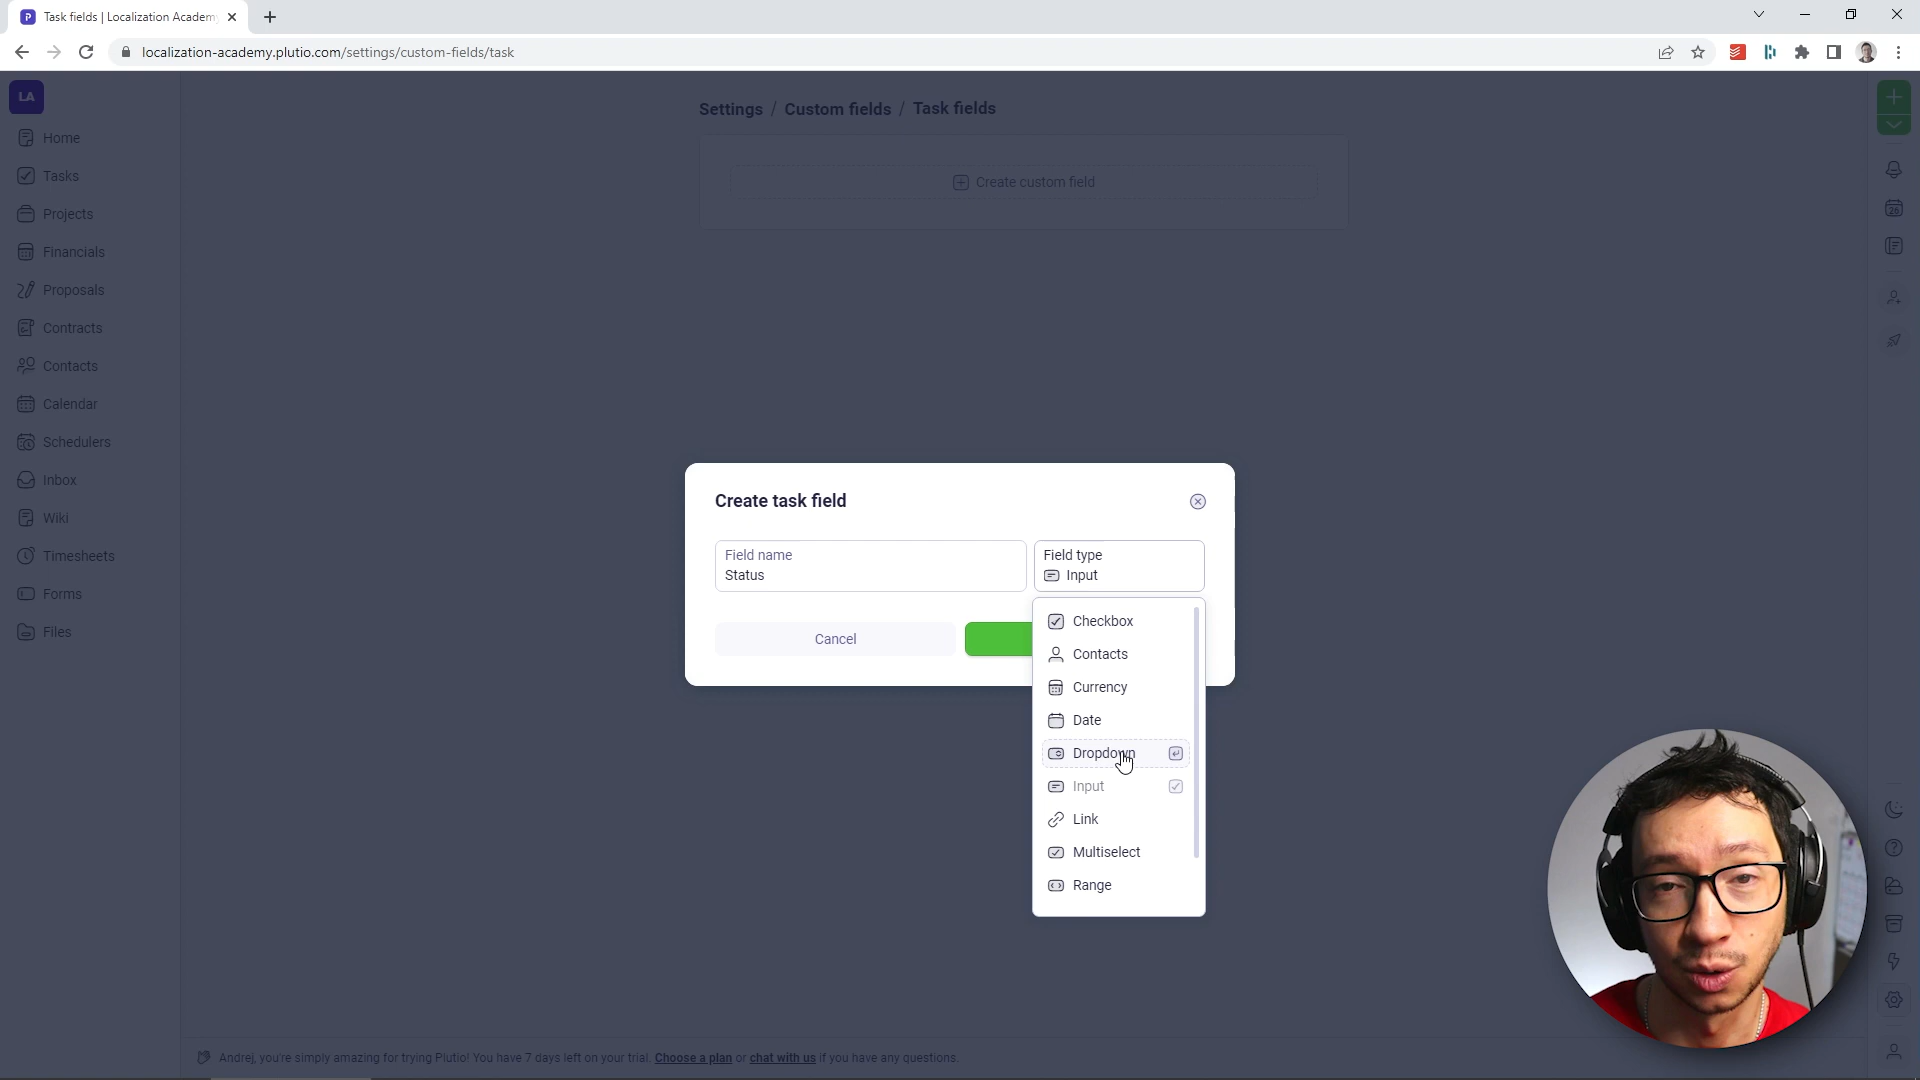 Task fields | Localization Academy
localization-academy.plutio.com/settings/custom-fields/task
LA
Home
Tasks
Projects
Financials
Proposals
Contracts
Contacts
Calendar
Schedulers
Inbox
Wiki
Timesheets
Forms
Files
Settings / Custom fields / Task fields
Create custom field
26
Create task field
Field name
Status
Field type
Input
Cancel
Checkbox
Contacts
Currency
Date
Dropdown
Input
Link
Multiselect
Range
Andrej, you're simply amazing for trying Plutio! You have 7 days left on your trial. Choose a plan or chat with us if you have any questions.